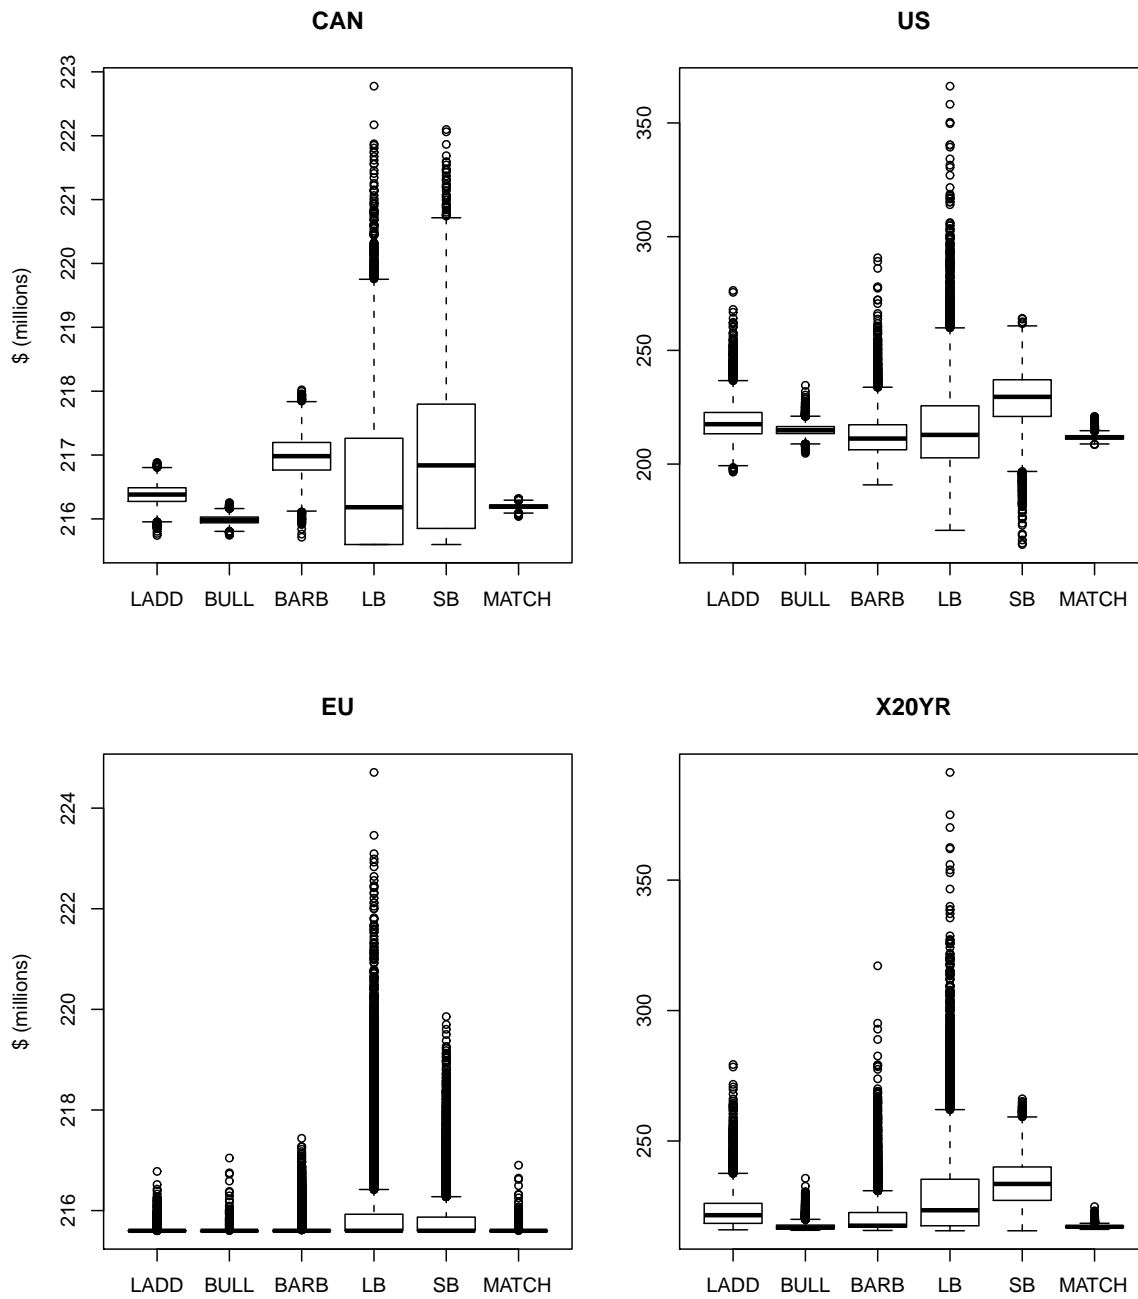 CAN
US
223
222
221
220
219
218
217
216
$ (millions)
LADD BULL BARB LB SB MATCH
350
300
250
200
LADD BULL BARB LB SB MATCH
EU
X20YR
224
222
220
218
216
$ (millions)
LADD BULL BARB LB SB MATCH
350
300
250
LADD BULL BARB LB SB MATCH